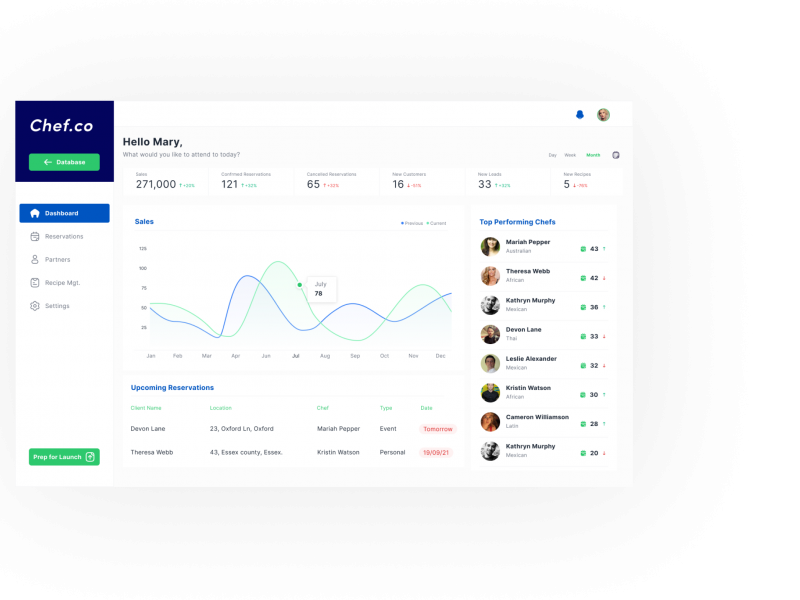 Chef.co
Database
Dashboard
Reservations
Partners
Recipe Mgt.
Settings
Prep for Launch
Hello Mary,
What would you like to attend to today?
Day Week Month
Sales
271,000
Confirmed Reservations
121
Cancelled Reservations
65
New Customers
16
New Leads
33
New Recipes
5
Sales
Previous Current
125
100
75
50
25
July
78
Jan Feb Mar Apr Jun Jul Aug Sep Oct Nov Dec
Upcoming Reservations
Client Name Location Chef Type Date
Devon Lane 23, Oxford Ln, Oxford Mariah Pepper Event Tomorrow
Theresa Webb 43, Essex county, Essex. Kristin Watson Personal 19/09/21
Top Performing Chefs
Mariah Pepper
Australian
43
Theresa Webb
African
42
Kathryn Murphy
Mexican
36
Devon Lane
Thai
33
Leslie Alexander
Mexican
32
Kristin Watson
African
30
Cameron Williamson
Latin
28
Kathryn Murphy
Mexican
20